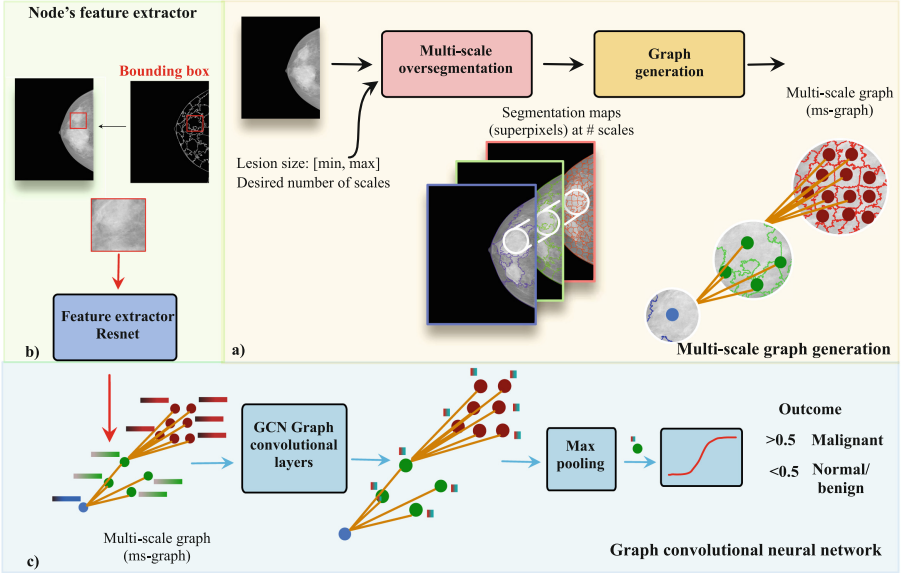 Node's feature extractor
Bounding box
Feature extractor
Resnet
b)
Multi-scale
oversegmentation
Graph
generation
Lesion size: [min, max]
Desired number of scales
Segmentation maps
(superpixels) at # scales
Multi-scale graph
(ms-graph)
a)
Multi-scale graph generation
GCN Graph
convolutional
layers
Max
pooling
Outcome
>0.5 Malignant
<0.5 Normal/
benign
Multi-scale graph
(ms-graph)
c)
Graph convolutional neural network